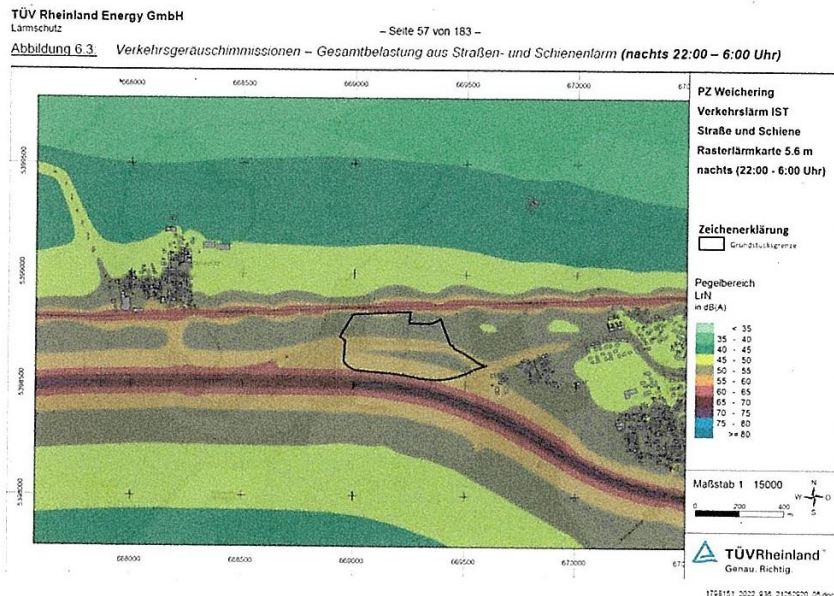 TÜV Rheinland Energy GmbH
Lärmschutz
– Seite 57 von 183 –
Abbildung 6.3: Verkehrsgeräuschimmissionen – Gesamtbelastung aus Straßen- und Schienenlärm (nachts 22:00 – 6:00 Uhr)
668000 668500 669000 669500 670000
5399500
5399000
5398500
5398000
668000 668500 669000 669500 670000
PZ Weichering
Verkehrslärm IST
Straße und Schiene
Rasterlärmkarte 5.6 m
nachts (22:00 - 6:00 Uhr)
Zeichenerklärung
Grundstücksgrenze
Pegelbereich
LrN
in dB(A)
< 35
35 - 40
40 - 45
45 - 50
50 - 55
55 - 60
60 - 65
65 - 70
70 - 75
75 - 80
>= 80
Maßstab 1 15000
0 200 400 m
N
W O
S
TÜVRheinland
Genau. Richtig.